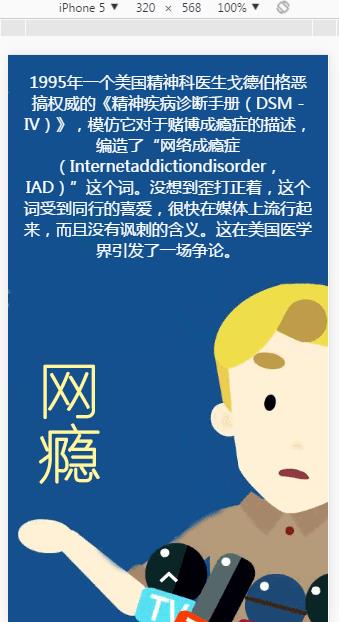 iPhone 5 ▼ 320 × 568 100% ▼
1995年一个美国精神科医生戈德伯格恶
搞权威的《精神疾病诊断手册（DSM－
IV）》，模仿它对于赌博成瘾症的描述，
编造了“网络成瘾症
（Internetaddictiondisorder，
IAD）”这个词。没想到歪打正着，这个
词受到同行的喜爱，很快在媒体上流行起
来，而且没有讽刺的含义。这在美国医学
界引发了一场争论。
网
瘾
TV